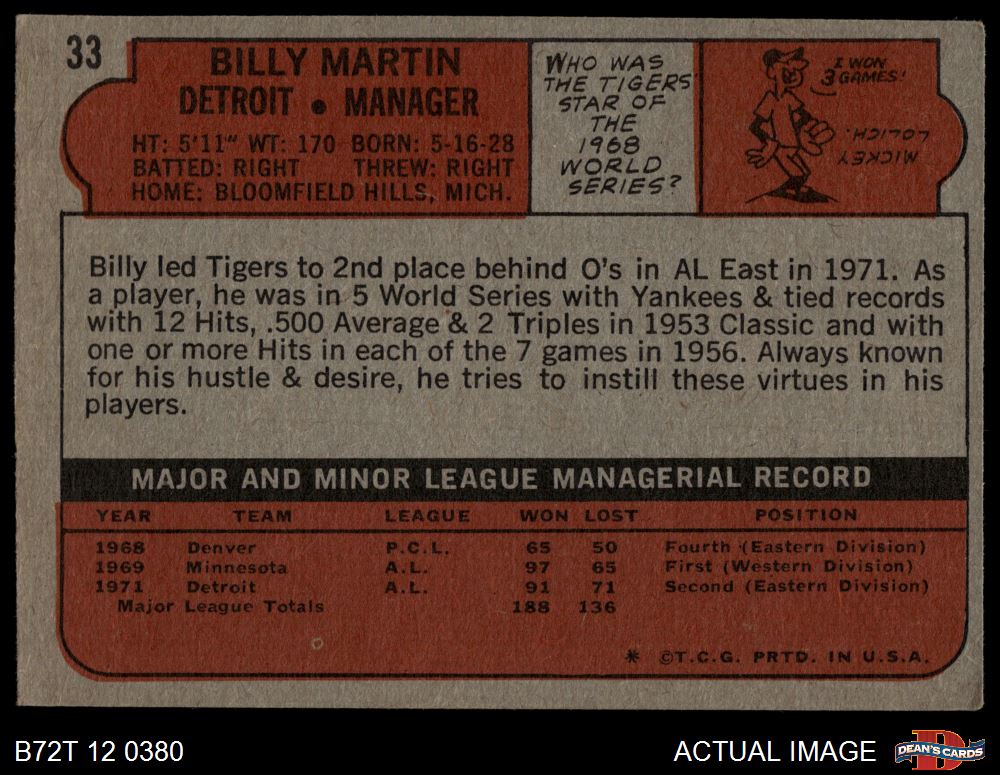 33
BILLY MARTIN
DETROIT • MANAGER
HT: 5'11" WT: 170 BORN: 5-16-28
BATTED: RIGHT THREW: RIGHT
HOME: BLOOMFIELD HILLS, MICH.
WHO WAS
THE TIGERS
STAR OF
THE
1968
WORLD
SERIES?
I WON
3 GAMES!
MICKEY
LOLICH.
Billy led Tigers to 2nd place behind O's in AL East in 1971. As
a player, he was in 5 World Series with Yankees & tied records
with 12 Hits, .500 Average & 2 Triples in 1953 Classic and with
one or more Hits in each of the 7 games in 1956. Always known
for his hustle & desire, he tries to instill these virtues in his
players.
MAJOR AND MINOR LEAGUE MANAGERIAL RECORD
YEAR TEAM LEAGUE WON LOST POSITION
1968 Denver P.C.L. 65 50 Fourth (Eastern Division)
1969 Minnesota A.L. 97 65 First (Western Division)
1971 Detroit A.L. 91 71 Second (Eastern Division)
Major League Totals 188 136
* ©T.C.G. PRTD. IN U.S.A.
B72T 12 0380
ACTUAL IMAGE
DEAN'S CARDS